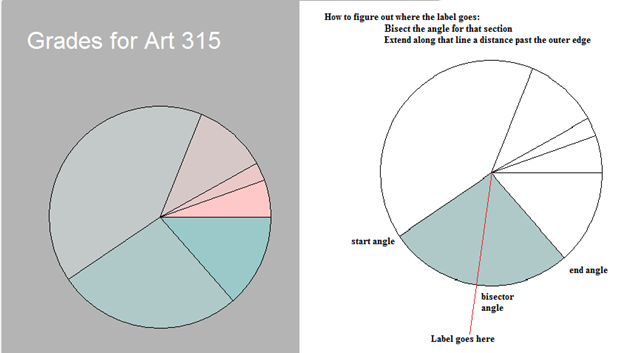 Grades for Art 315
How to figure out where the label goes:
Bisect the angle for that section
Extend along that line a distance past the outer edge
start angle
end angle
bisector
angle
Label goes here